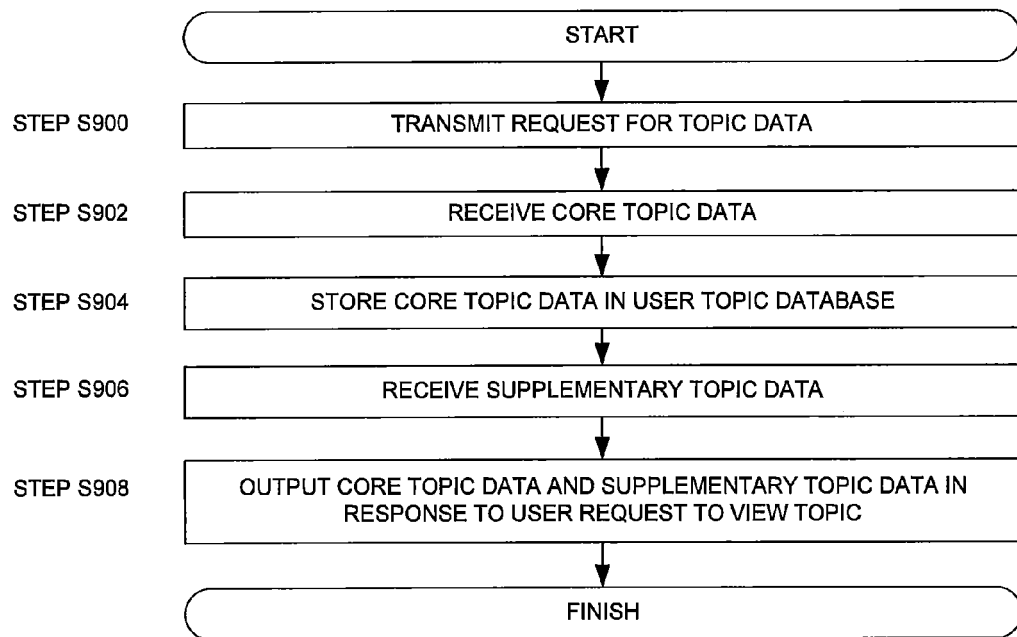 START
STEP S900
TRANSMIT REQUEST FOR TOPIC DATA
STEP S902
RECEIVE CORE TOPIC DATA
STEP S904
STORE CORE TOPIC DATA IN USER TOPIC DATABASE
STEP S906
RECEIVE SUPPLEMENTARY TOPIC DATA
STEP S908
OUTPUT CORE TOPIC DATA AND SUPPLEMENTARY TOPIC DATA IN
RESPONSE TO USER REQUEST TO VIEW TOPIC
FINISH